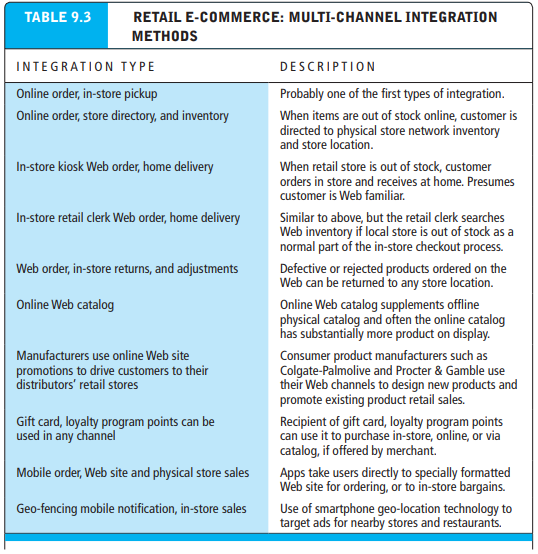 TABLE 9.3
RETAIL E-COMMERCE: MULTI-CHANNEL INTEGRATION
METHODS
INTEGRATION TYPE
DESCRIPTION
Online order, in-store pickup
Probably one of the first types of integration.
Online order, store directory, and inventory
When items are out of stock online, customer is
directed to physical store network inventory
and store location.
In-store kiosk Web order, home delivery
When retail store is out of stock, customer
orders in store and receives at home. Presumes
customer is Web familiar.
In-store retail clerk Web order, home delivery
Similar to above, but the retail clerk searches
Web inventory if local store is out of stock as a
normal part of the in-store checkout process.
Web order, in-store returns, and adjustments
Defective or rejected products ordered on the
Web can be returned to any store location.
Online Web catalog
Online Web catalog supplements offline
physical catalog and often the online catalog
has substantially more product on display.
Manufacturers use online Web site
promotions to drive customers to their
distributors' retail stores
Consumer product manufacturers such as
Colgate-Palmolive and Procter & Gamble use
their Web channels to design new products and
promote existing product retail sales.
Gift card, loyalty program points can be
used in any channel
Recipient of gift card, loyalty program points
can use it to purchase in-store, online, or via
catalog, if offered by merchant.
Mobile order, Web site and physical store sales
Apps take users directly to specially formatted
Web site for ordering, or to in-store bargains.
Geo-fencing mobile notification, in-store sales
Use of smartphone geo-location technology to
target ads for nearby stores and restaurants.